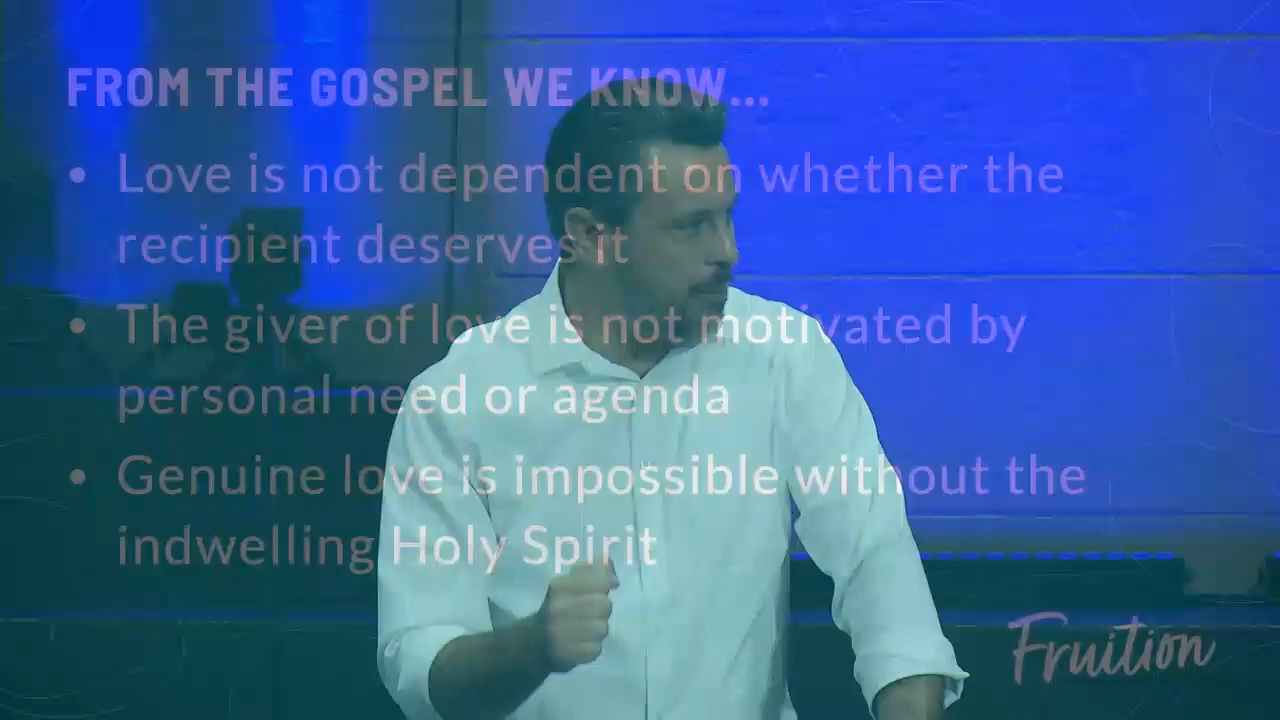 FROM THE GOSPEL WE KNOW...
• Love is not dependent on whether the
recipient deserves it
• The giver of love is not motivated by
personal need or agenda
• Genuine love is impossible without the
indwelling Holy Spirit
Fruition